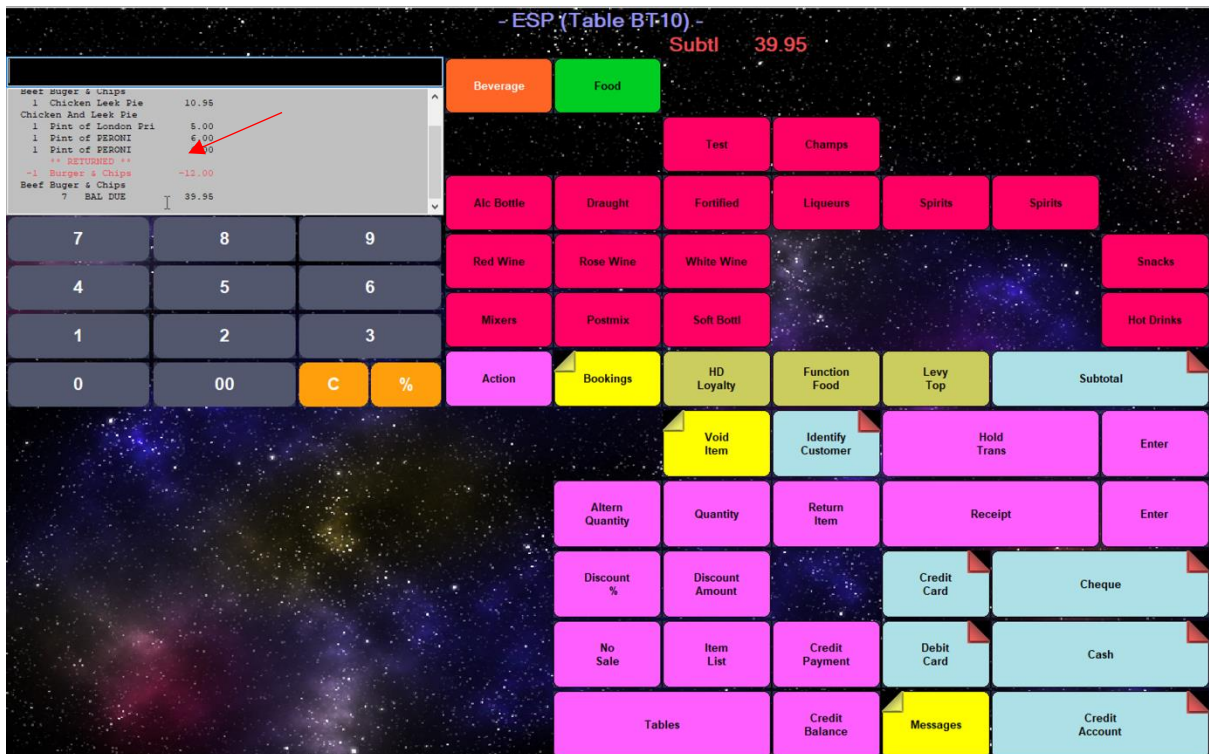 - ESP (Table BT10) -
Subtl 39.95
Beef Buger & Chips
1 Chicken Leek Pie 10.95
Chicken And Leek Pie
1 Pint of London Pri 5.00
1 Pint of PERONI 6.00
1 Pint of PERONI
** RETURNED **
-1 Burger & Chips -12.00
Beef Buger & Chips
7 BAL DUE 39.95
Beverage Food
Test Champs
Alc Bottle Draught Fortified Liqueurs Spirits Spirits
7 8 9
Red Wine Rose Wine White Wine Snacks
4 5 6
Mixers Postmix Soft Bottl Hot Drinks
1 2 3
0 00 C %
Action Bookings HD Loyalty Function Food Levy Top Subtotal
Void Item Identify Customer Hold Trans Enter
Altern Quantity Quantity Return Item Receipt Enter
Discount % Discount Amount Credit Card Cheque
No Sale Item List Credit Payment Debit Card Cash
Tables Credit Balance Messages Credit Account